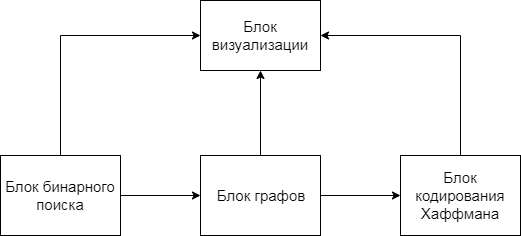 Блок
визуализации
Блок бинарного
поиска
Блок графов
Блок
кодирования
Хаффмана